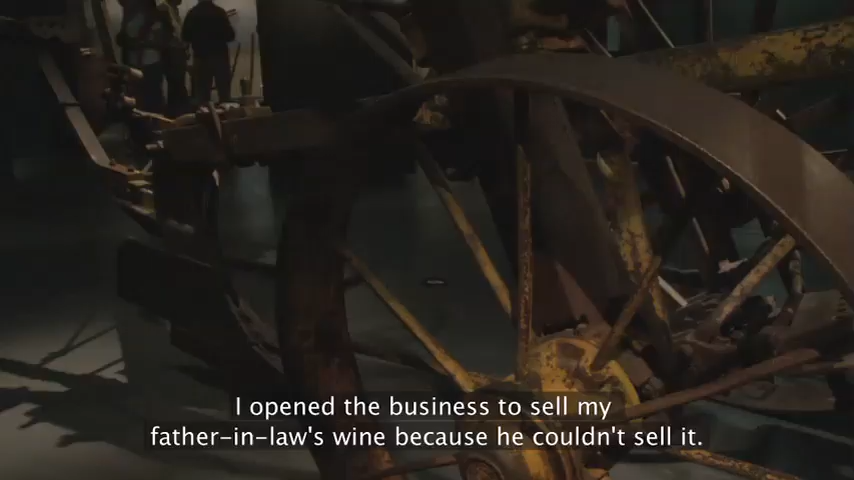 I opened the business to sell my
father-in-law's wine because he couldn't sell it.